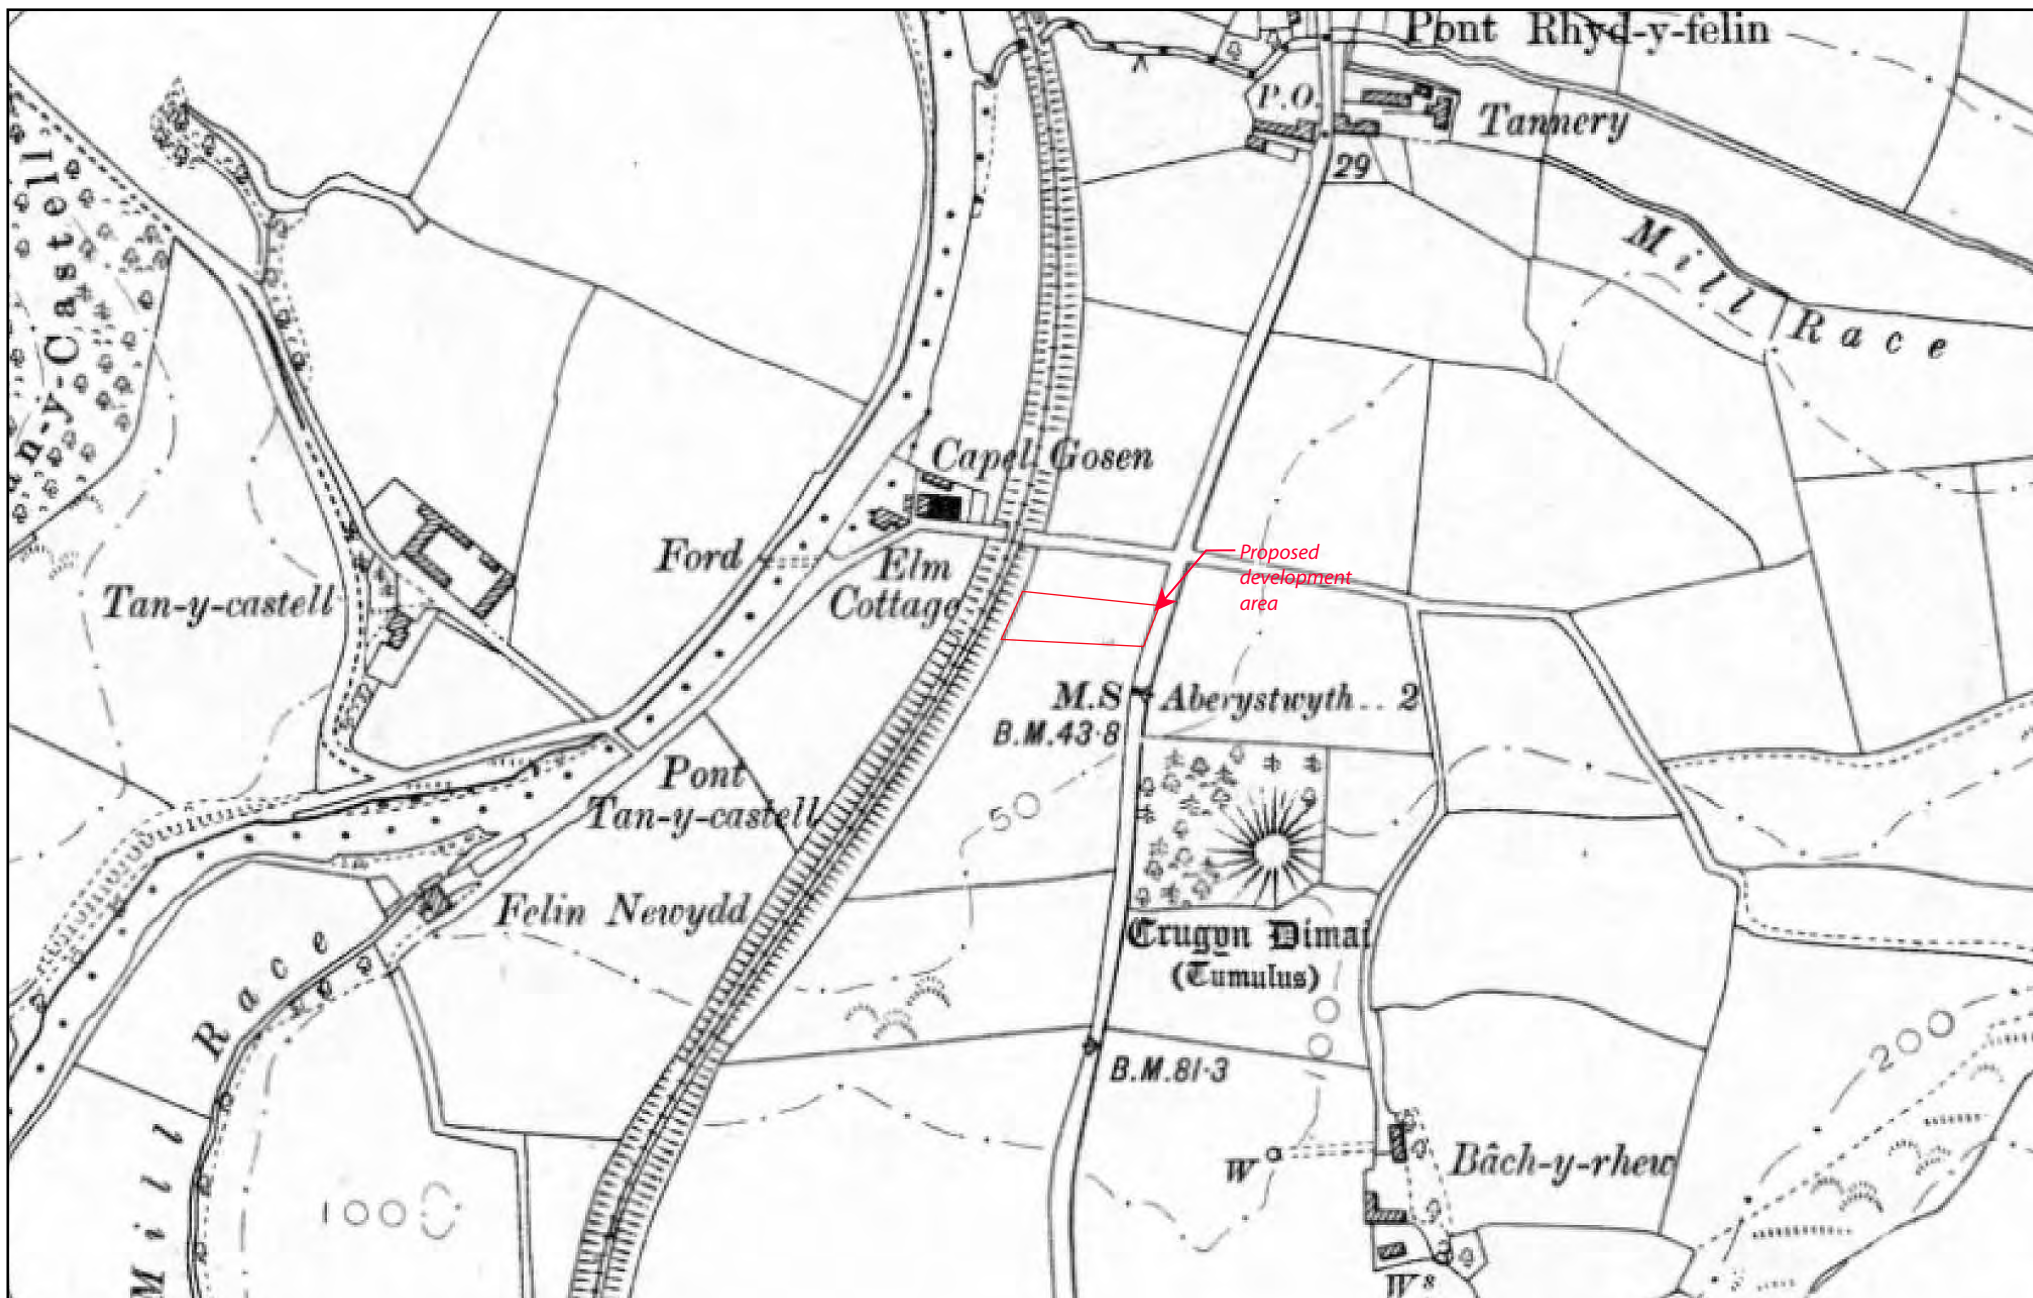 Pont Rhyd-y-felin
P.O.
Tannery
29
Mill Race
n-y-Castell
Capel Gosen
Ford
Elm
Cottage
Proposed
development
area
Tan-y-castell
M.S
Aberystwyth .. 2
B.M.43·8
Pont
Tan-y-castell
50
Felin Newydd
Crugyn Dimai
(Tumulus)
Mill Race
200
B.M.81·3
W
Bâch-y-rhew
100
Wˢ